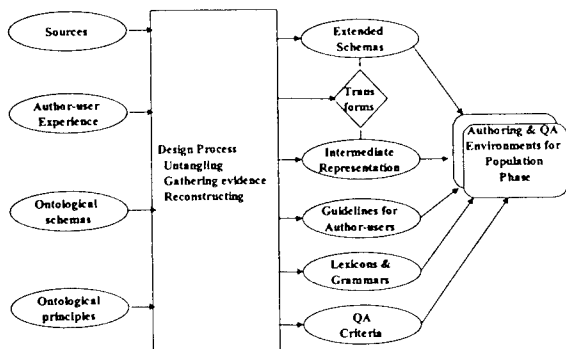 Sources
Author-user
Experience
Ontological
schemas
Ontological
principles
Design Process
Untangling
Gathering evidence
Reconstructing
Extended
Schemas
Trans
forms
Intermediate
Representation
Guidelines for
Author-users
Lexicons &
Grammars
QA
Criteria
Authoring & QA
Environments for
Population
Phase